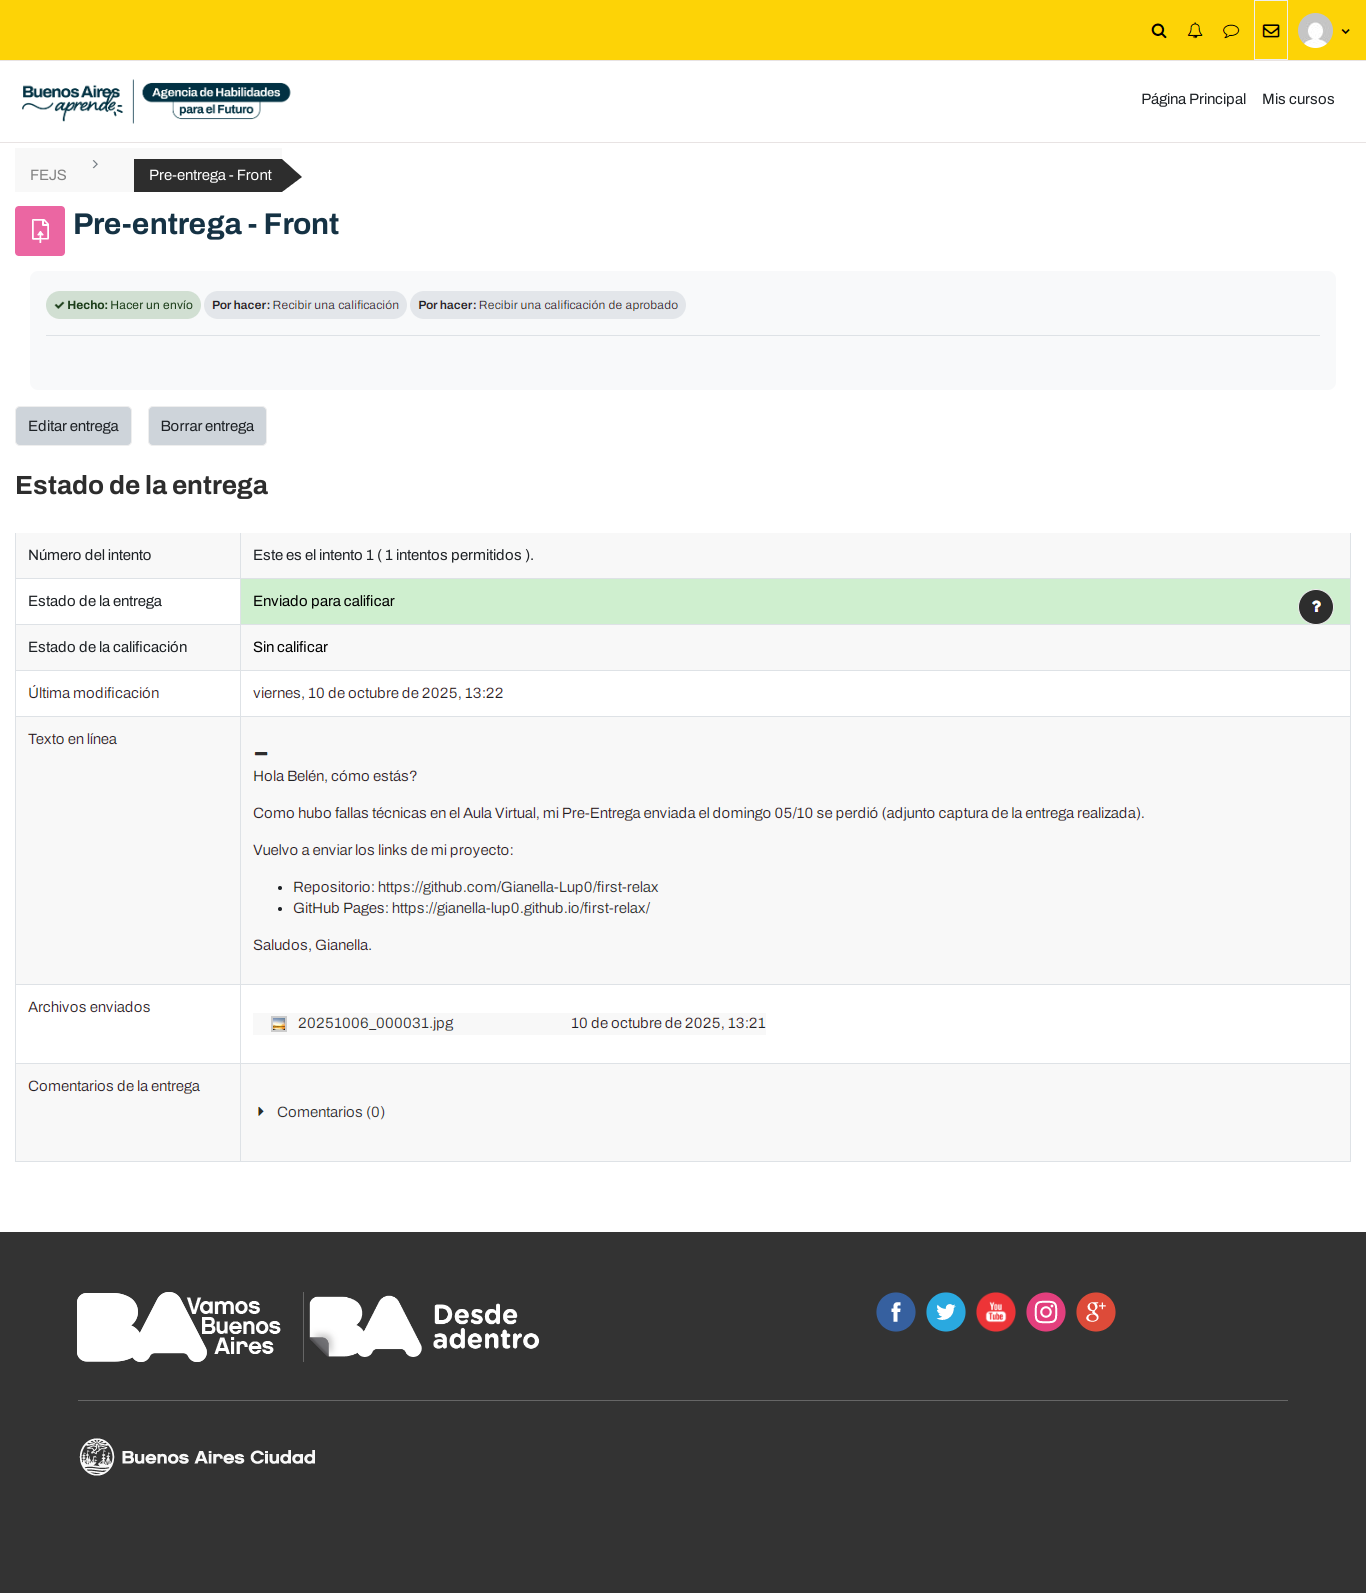 Buenos Aires
aprende
Agencia de Habilidades
para el Futuro
Página Principal
Mis cursos
FEJS
Pre-entrega - Front
Pre-entrega - Front
Hecho: Hacer un envío
Por hacer: Recibir una calificación
Por hacer: Recibir una calificación de aprobado
Editar entrega
Borrar entrega
Estado de la entrega
Número del intento
Este es el intento 1 ( 1 intentos permitidos ).
Estado de la entrega
Enviado para calificar
?
Estado de la calificación
Sin calificar
Última modificación
viernes, 10 de octubre de 2025, 13:22
Texto en línea
Hola Belén, cómo estás?
Como hubo fallas técnicas en el Aula Virtual, mi Pre-Entrega enviada el domingo 05/10 se perdió (adjunto captura de la entrega realizada).
Vuelvo a enviar los links de mi proyecto:
• Repositorio: https://github.com/Gianella-Lup0/first-relax
• GitHub Pages: https://gianella-lup0.github.io/first-relax/
Saludos, Gianella.
Archivos enviados
20251006_000031.jpg
10 de octubre de 2025, 13:21
Comentarios de la entrega
Comentarios (0)
BA
Vamos
Buenos
Aires
BA
Desde
adentro
f
You
Tube
g+
Buenos Aires Ciudad